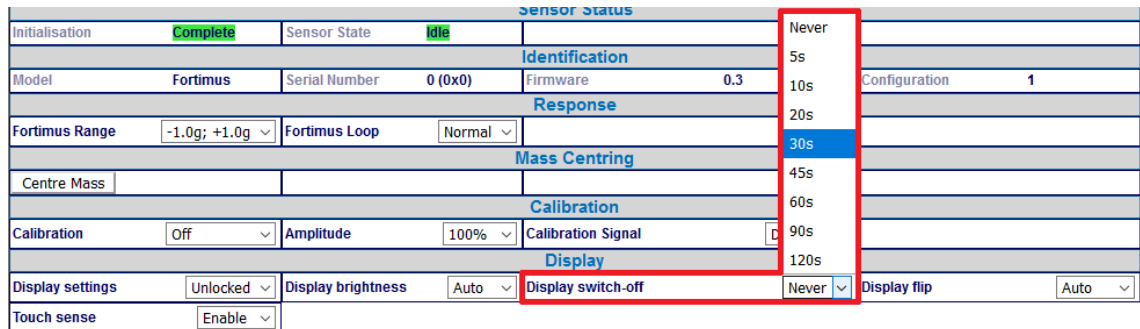 Sensor Status
Initialisation Complete Sensor State Idle
Never
Identification
5s
Model Fortimus Serial Number 0 (0x0) Firmware 0.3 Configuration 1
10s
Response
20s
Fortimus Range -1.0g; +1.0g Fortimus Loop Normal
30s
Mass Centring
45s
Centre Mass
60s
Calibration
Calibration Off Amplitude 100% Calibration Signal
90s
Display
120s
Display settings Unlocked Display brightness Auto Display switch-off Never Display flip Auto
Touch sense Enable